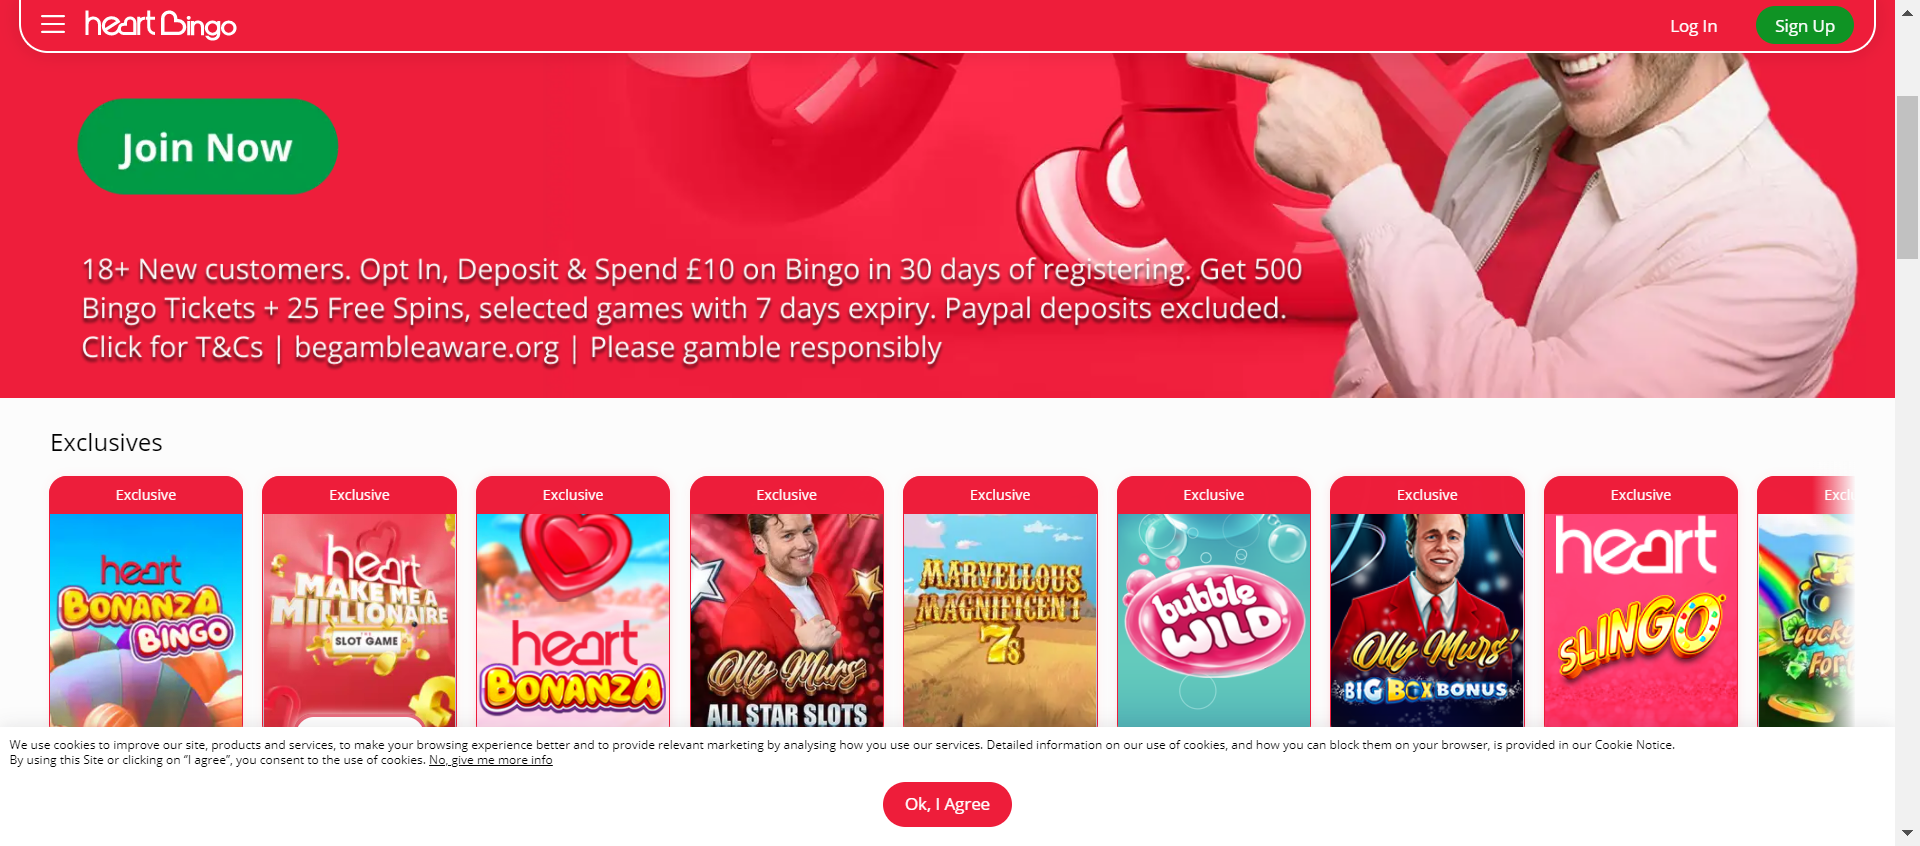 heart Bingo
Log In
Sign Up
Join Now
18+ New customers. Opt In, Deposit & Spend £10 on Bingo in 30 days of registering. Get 500
Bingo Tickets + 25 Free Spins, selected games with 7 days expiry. Paypal deposits excluded.
Click for T&Cs | begambleaware.org | Please gamble responsibly
Exclusives
Exclusive
Exclusive
Exclusive
Exclusive
Exclusive
Exclusive
Exclusive
Exclusive
heart
BONANZA
BINGO
heart
MAKE ME A
MILLIONAIRE
THE
SLOT GAME
heart
BONANZA
Olly Murs
ALL STAR SLOTS
MARVELLOUS
MAGNIFICENT
7s
bubble
WILD!
Olly Murs'
BIG BOX BONUS
heart
SLINGO
Lucky
We use cookies to improve our site, products and services, to make your browsing experience better and to provide relevant marketing by analysing how you use our services. Detailed information on our use of cookies, and how you can block them on your browser, is provided in our Cookie Notice.
By using this Site or clicking on “I agree”, you consent to the use of cookies. No, give me more info
Ok, I Agree